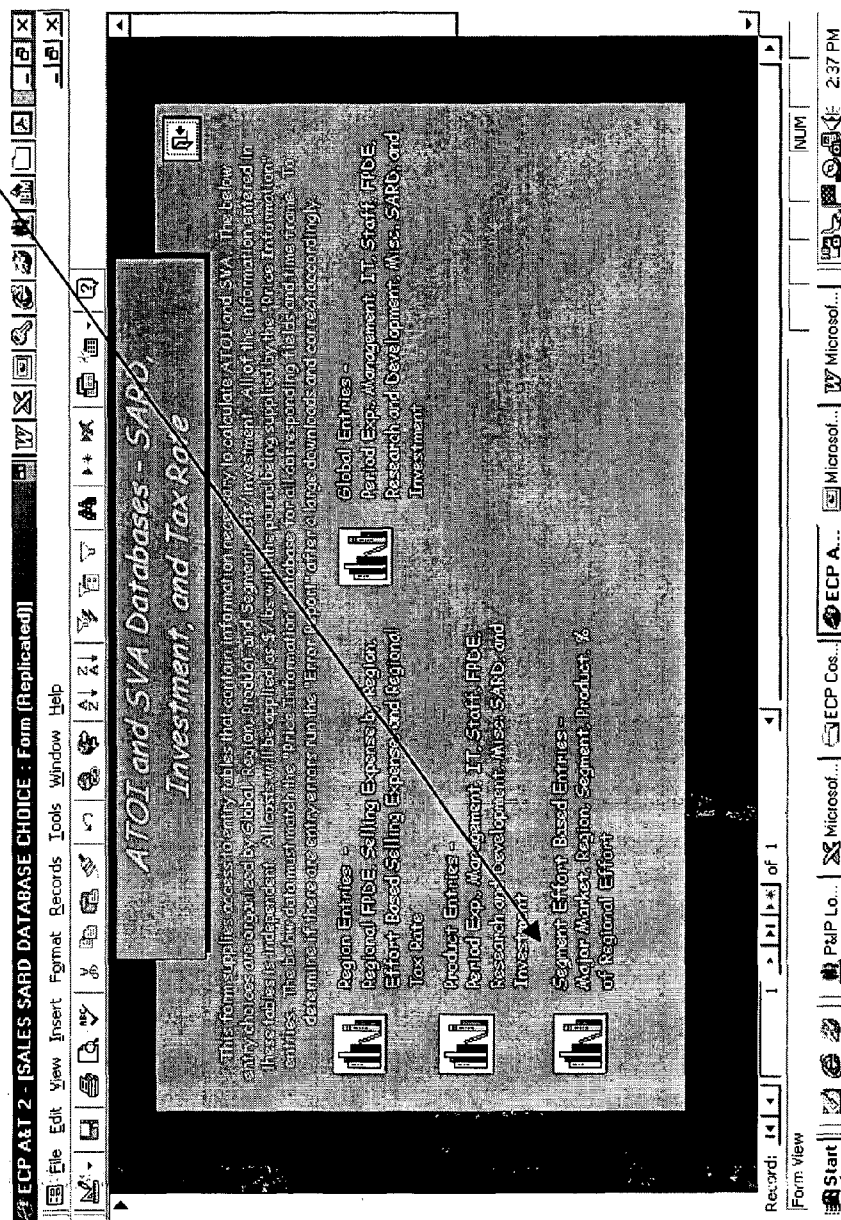 ECP A&T 2 - [SALES SARD DATABASE CHOICE : Form (Replicated)]
File Edit View Insert Format Records Tools Window Help
ATOI and SVA Databases - SARD,
Investment, and Tax Rate
This form supplies access to entry tables that contain information necessary to calculate ATOI and SVA. The below
entry choices are organized by Global, Region, Product and Segment costs/investment. All of the information entered in
these tables is independent. All costs will be applied as $/lbs with the pound being supplied by the "Price Information"
entries. The below data must match the "Price Information" database for all corresponding fields and time frame. To
determine if there are entry errors run the "Error Report" after a large downloads and correct accordingly.
Region Entries -
Regional FPDE, Selling Expense by Region,
Effort Based Selling Expense, and Regional
Tax Rate
Global Entries -
Period Exp., Management, IT, Staff, FPDE,
Research and Development, Misc. SARD, and
Investment
Product Entries -
Period Exp., Management, IT, Staff, FPDE,
Research and Development, Misc. SARD, and
Investment
Segment Effort Based Entries -
Major Market, Region, Segment, Product, %
of Regional Effort
Record: 1 of 1
Form View NUM
Start P&IP Lo... Microsof... ECP Cos... ECP A... Microsof... Microsof... 2:37 PM